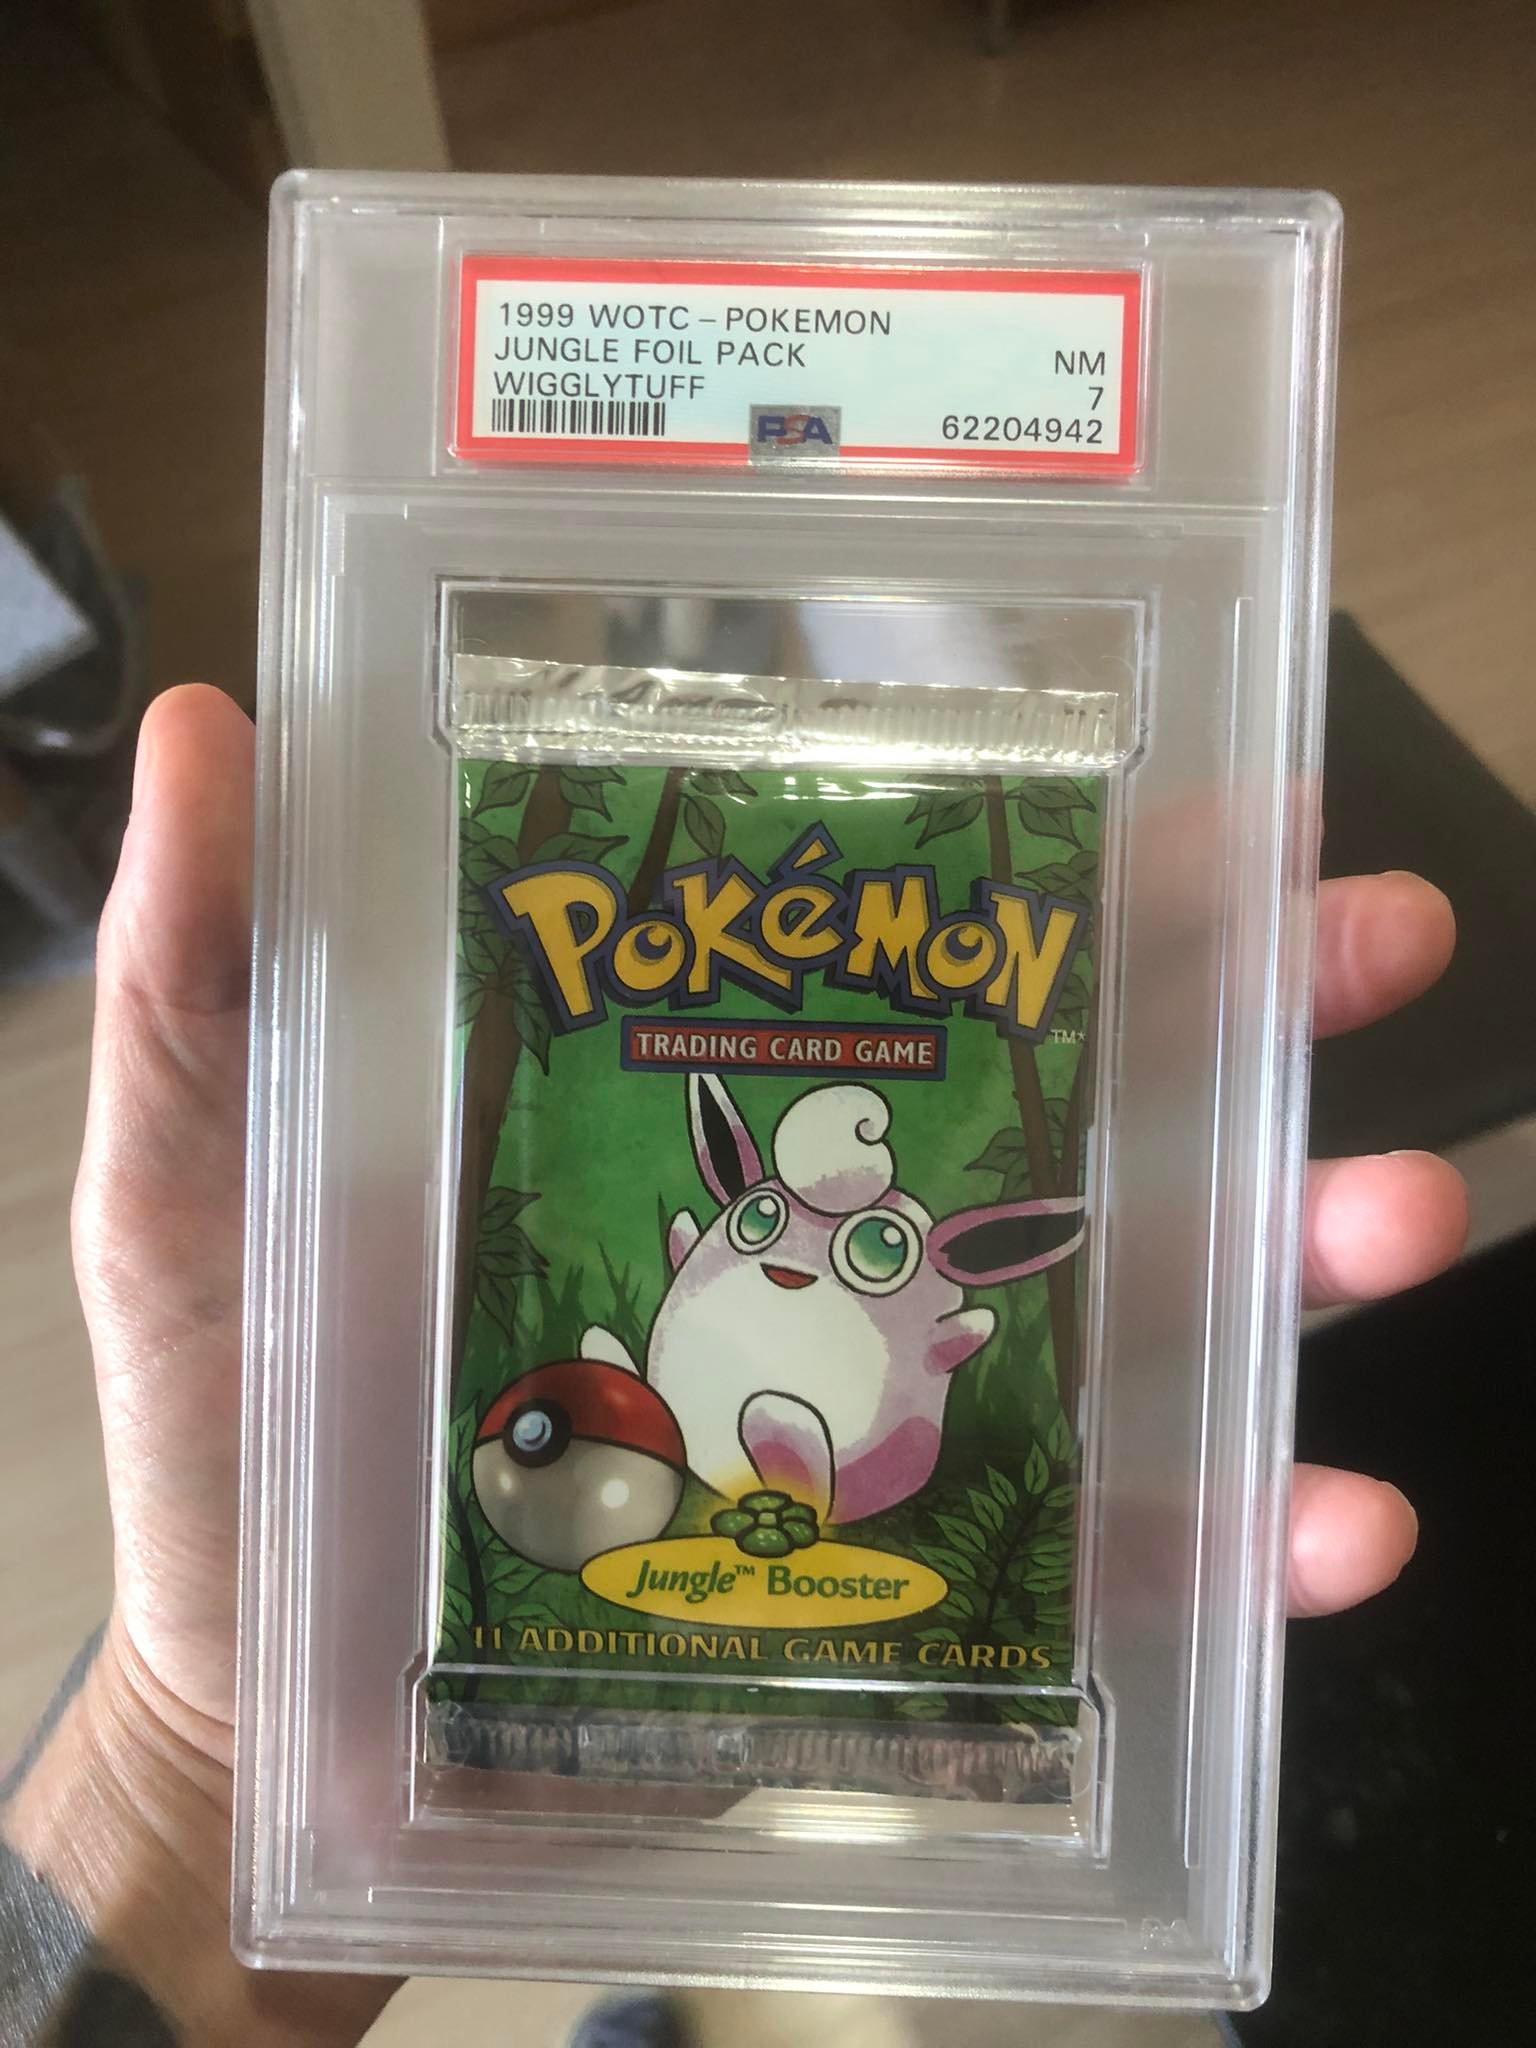 1999 WOTC – POKEMON
JUNGLE FOIL PACK
WIGGLYTUFF
NM
7
62204942
PSA
POKéMON
TM*
TRADING CARD GAME
Jungle™ Booster
11 ADDITIONAL GAME CARDS